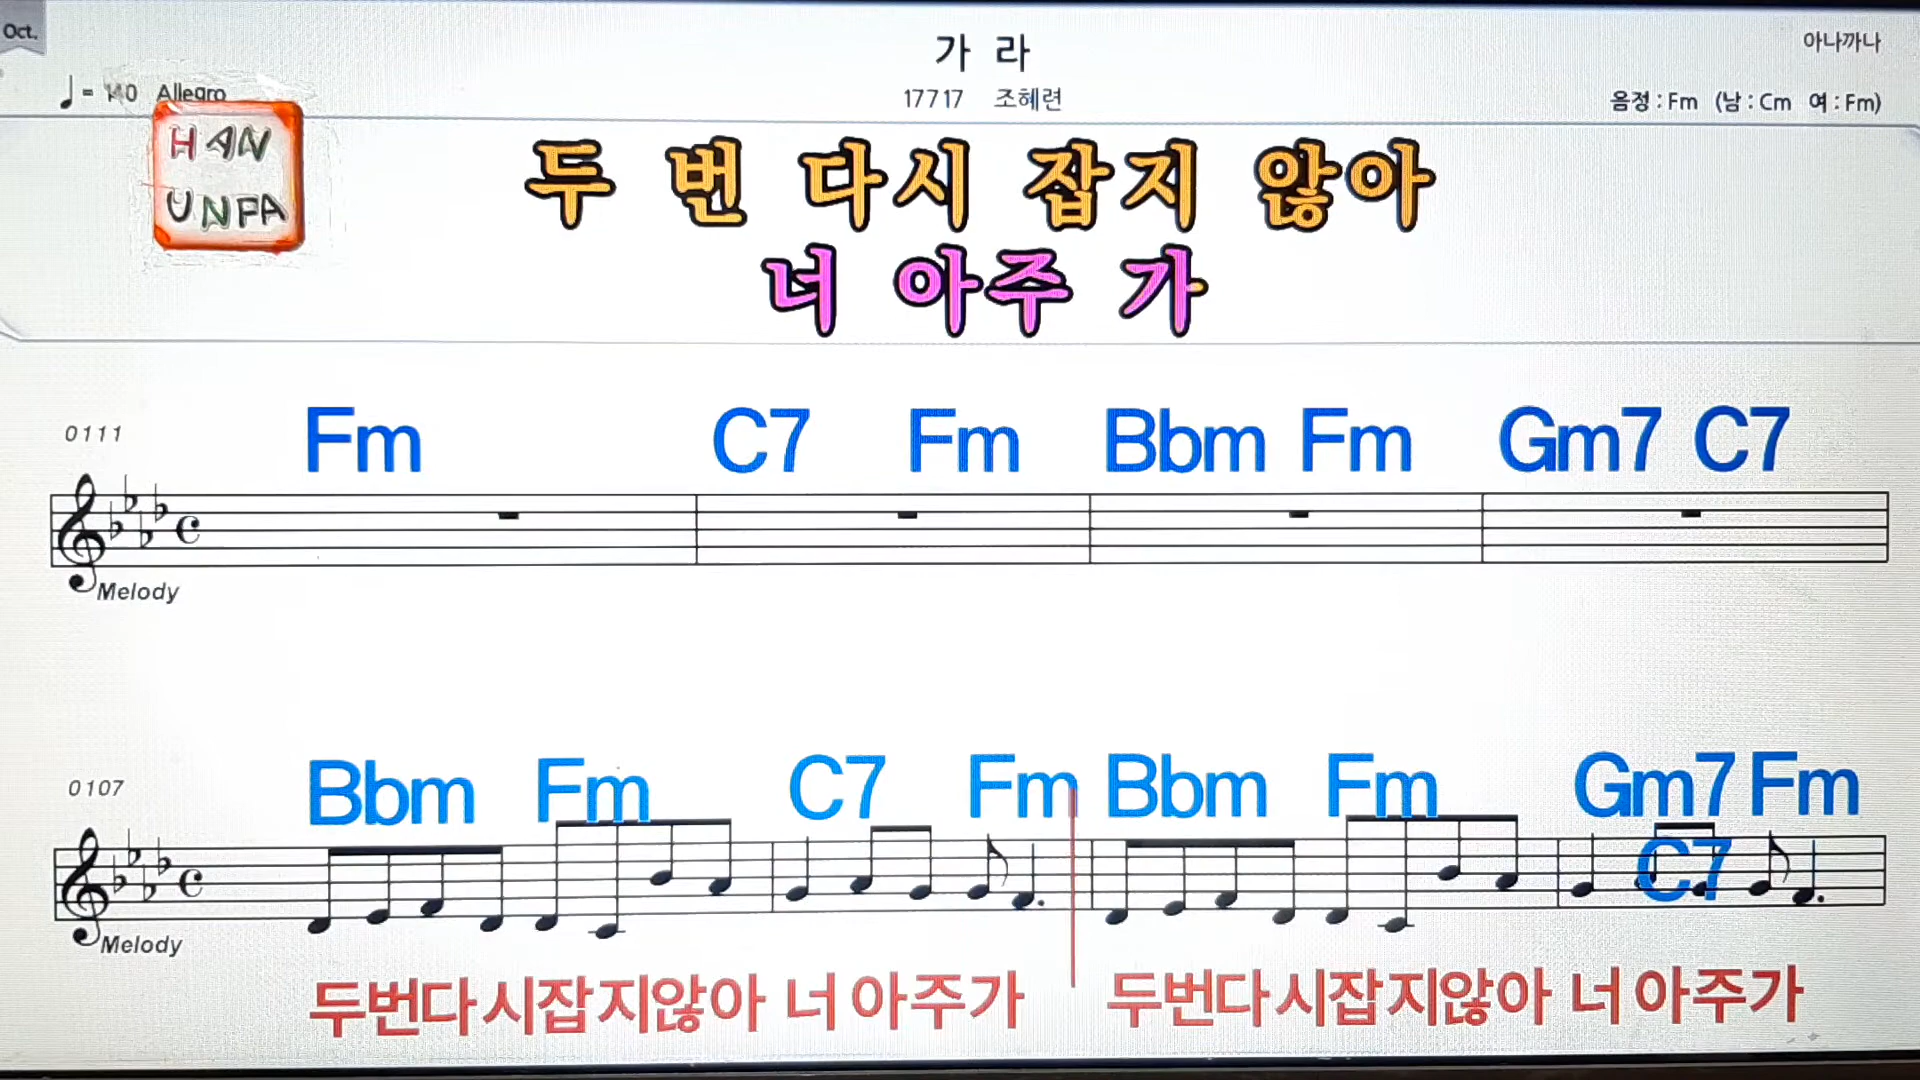 Oct.
가 라
아나까나
♩= 140 Allegro
17717 조혜련
음정 : Fm (남 : Cm 여 : Fm)
HAN
UNFA
두 번 다시 잡지 않아
너 아주 가
Fm C7 Fm Bbm Fm Gm7 C7
0111
Melody
Bbm Fm C7 Fm Bbm Fm Gm7 Fm
0107
C7
Melody
두번다시잡지않아 너 아주가 두번다시잡지않아 너 아주가